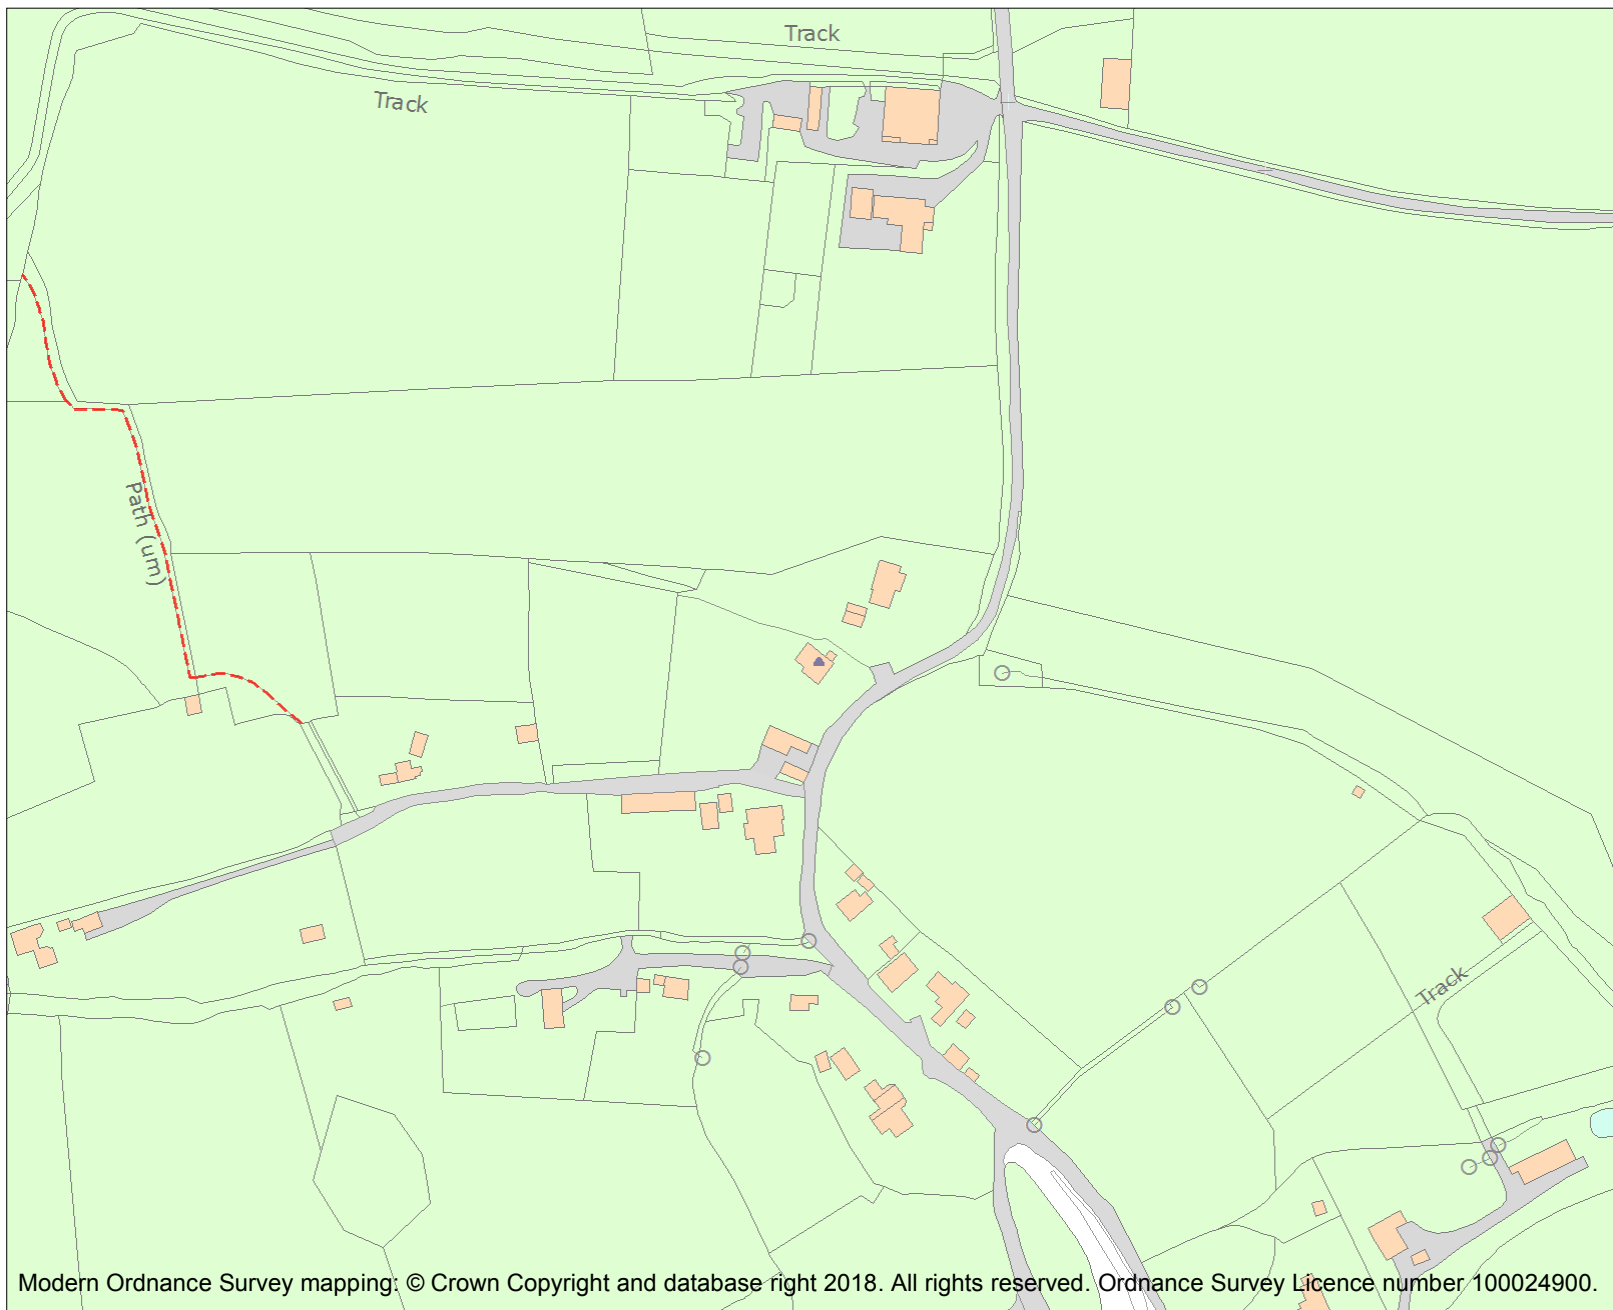 Track
Track
Path (um)
Track
Modern Ordnance Survey mapping: © Crown Copyright and database right 2018. All rights reserved. Ordnance Survey Licence number 100024900.